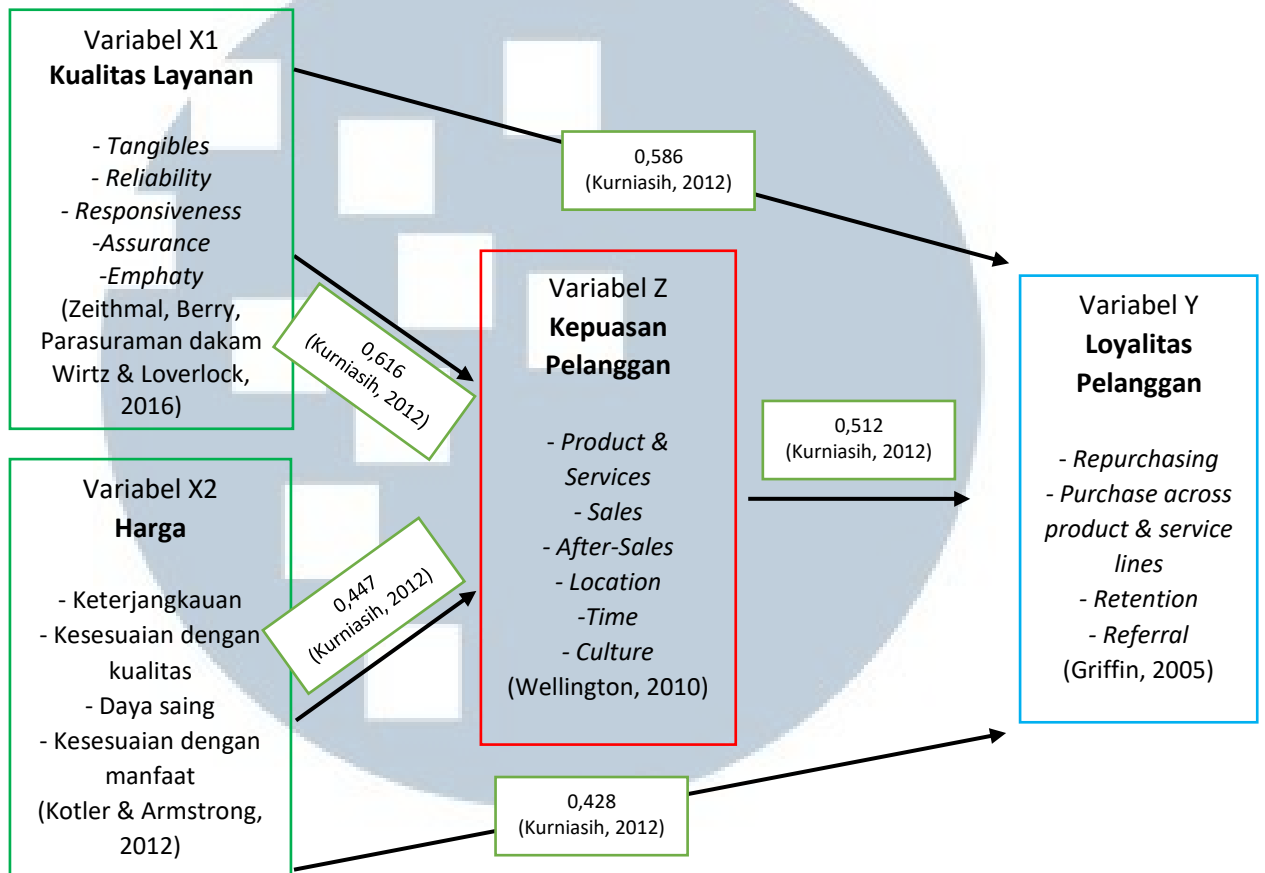 Variabel X1
Kualitas Layanan
- Tangibles
- Reliability
- Responsiveness
-Assurance
-Emphaty
(Zeithmal, Berry,
Parasuraman dakam
Wirtz & Loverlock,
2016)
0,586
(Kurniasih, 2012)
0,616
(Kurniasih, 2012)
Variabel X2
Harga
- Keterjangkauan
- Kesesuaian dengan
kualitas
- Daya saing
- Kesesuaian dengan
manfaat
(Kotler & Armstrong,
2012)
0,447
(Kurniasih, 2012)
Variabel Z
Kepuasan
Pelanggan
- Product &
Services
- Sales
- After-Sales
- Location
-Time
- Culture
(Wellington, 2010)
0,512
(Kurniasih, 2012)
0,428
(Kurniasih, 2012)
Variabel Y
Loyalitas
Pelanggan
- Repurchasing
- Purchase across
product & service
lines
- Retention
- Referral
(Griffin, 2005)